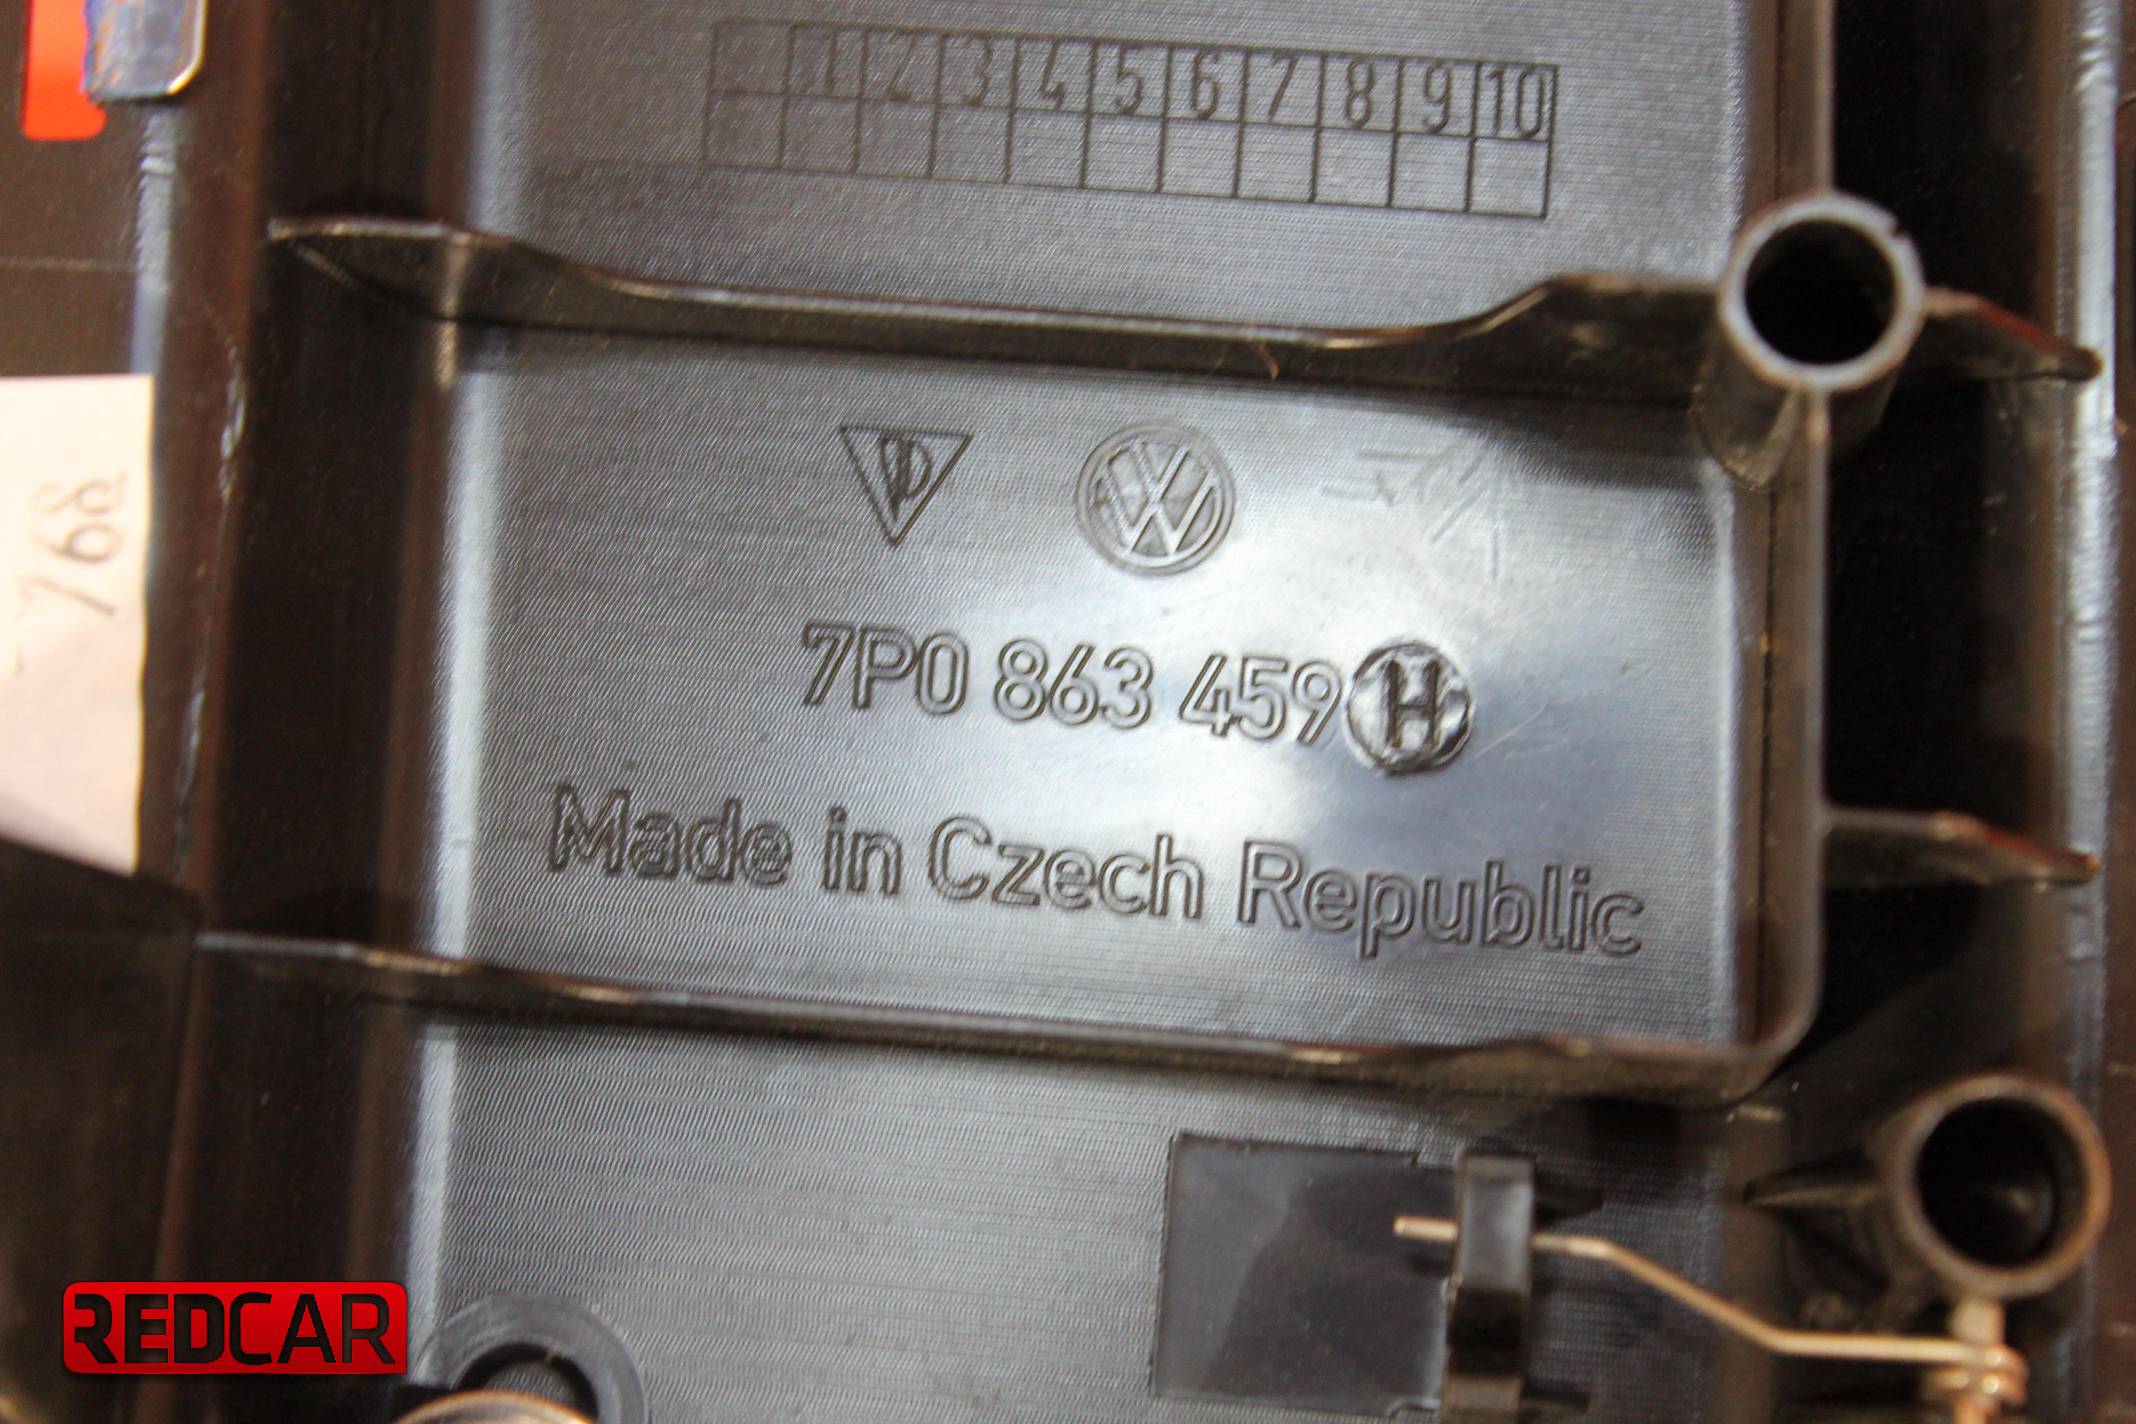 1 2 3 4 5 6 7 8 9 10
VW
7P0 863 459 H
Made in Czech Republic
768
REDCAR